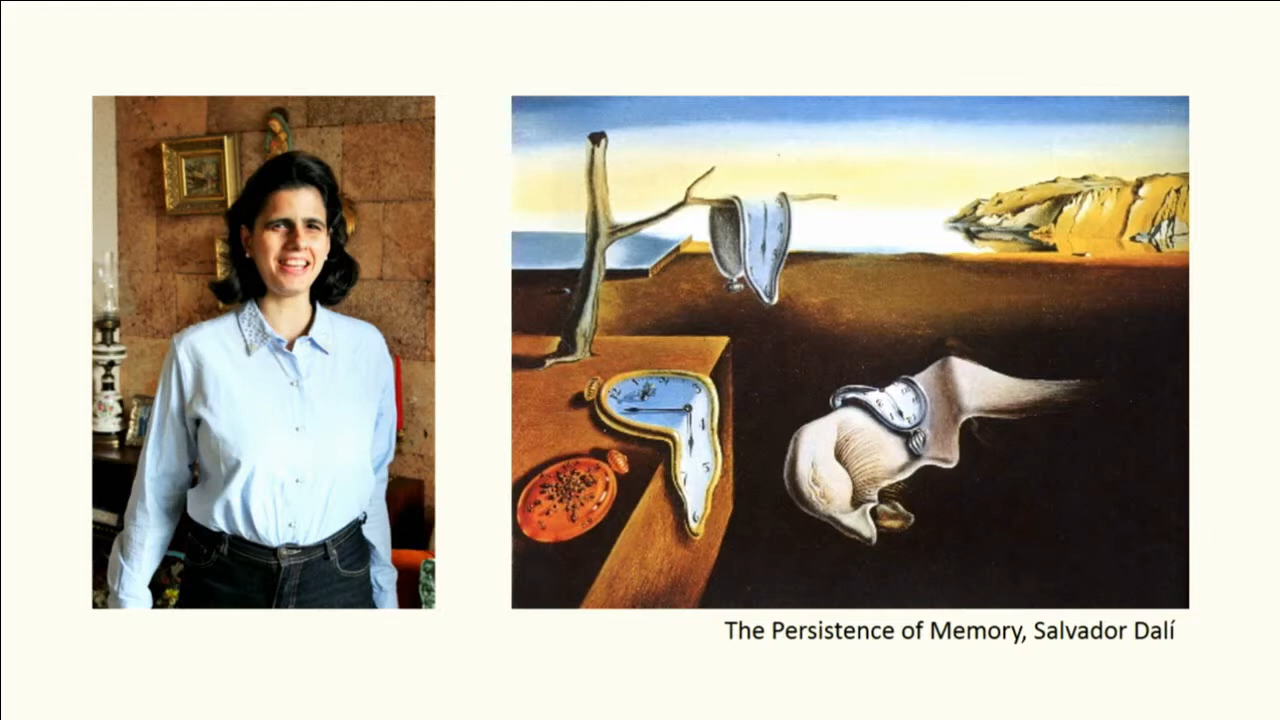 The Persistence of Memory, Salvador Dalí